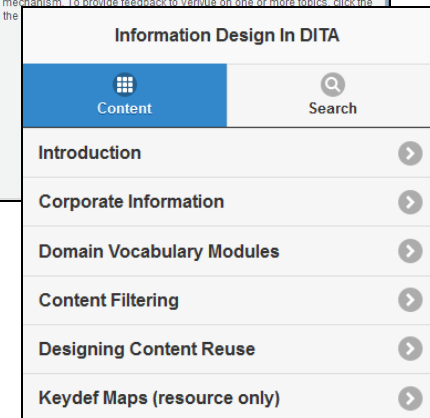 mechanism. To provide feedback to Verivue on one or more topics, click the
the
Information Design In DITA
Content
Search
Introduction
Corporate Information
Domain Vocabulary Modules
Content Filtering
Designing Content Reuse
Keydef Maps (resource only)